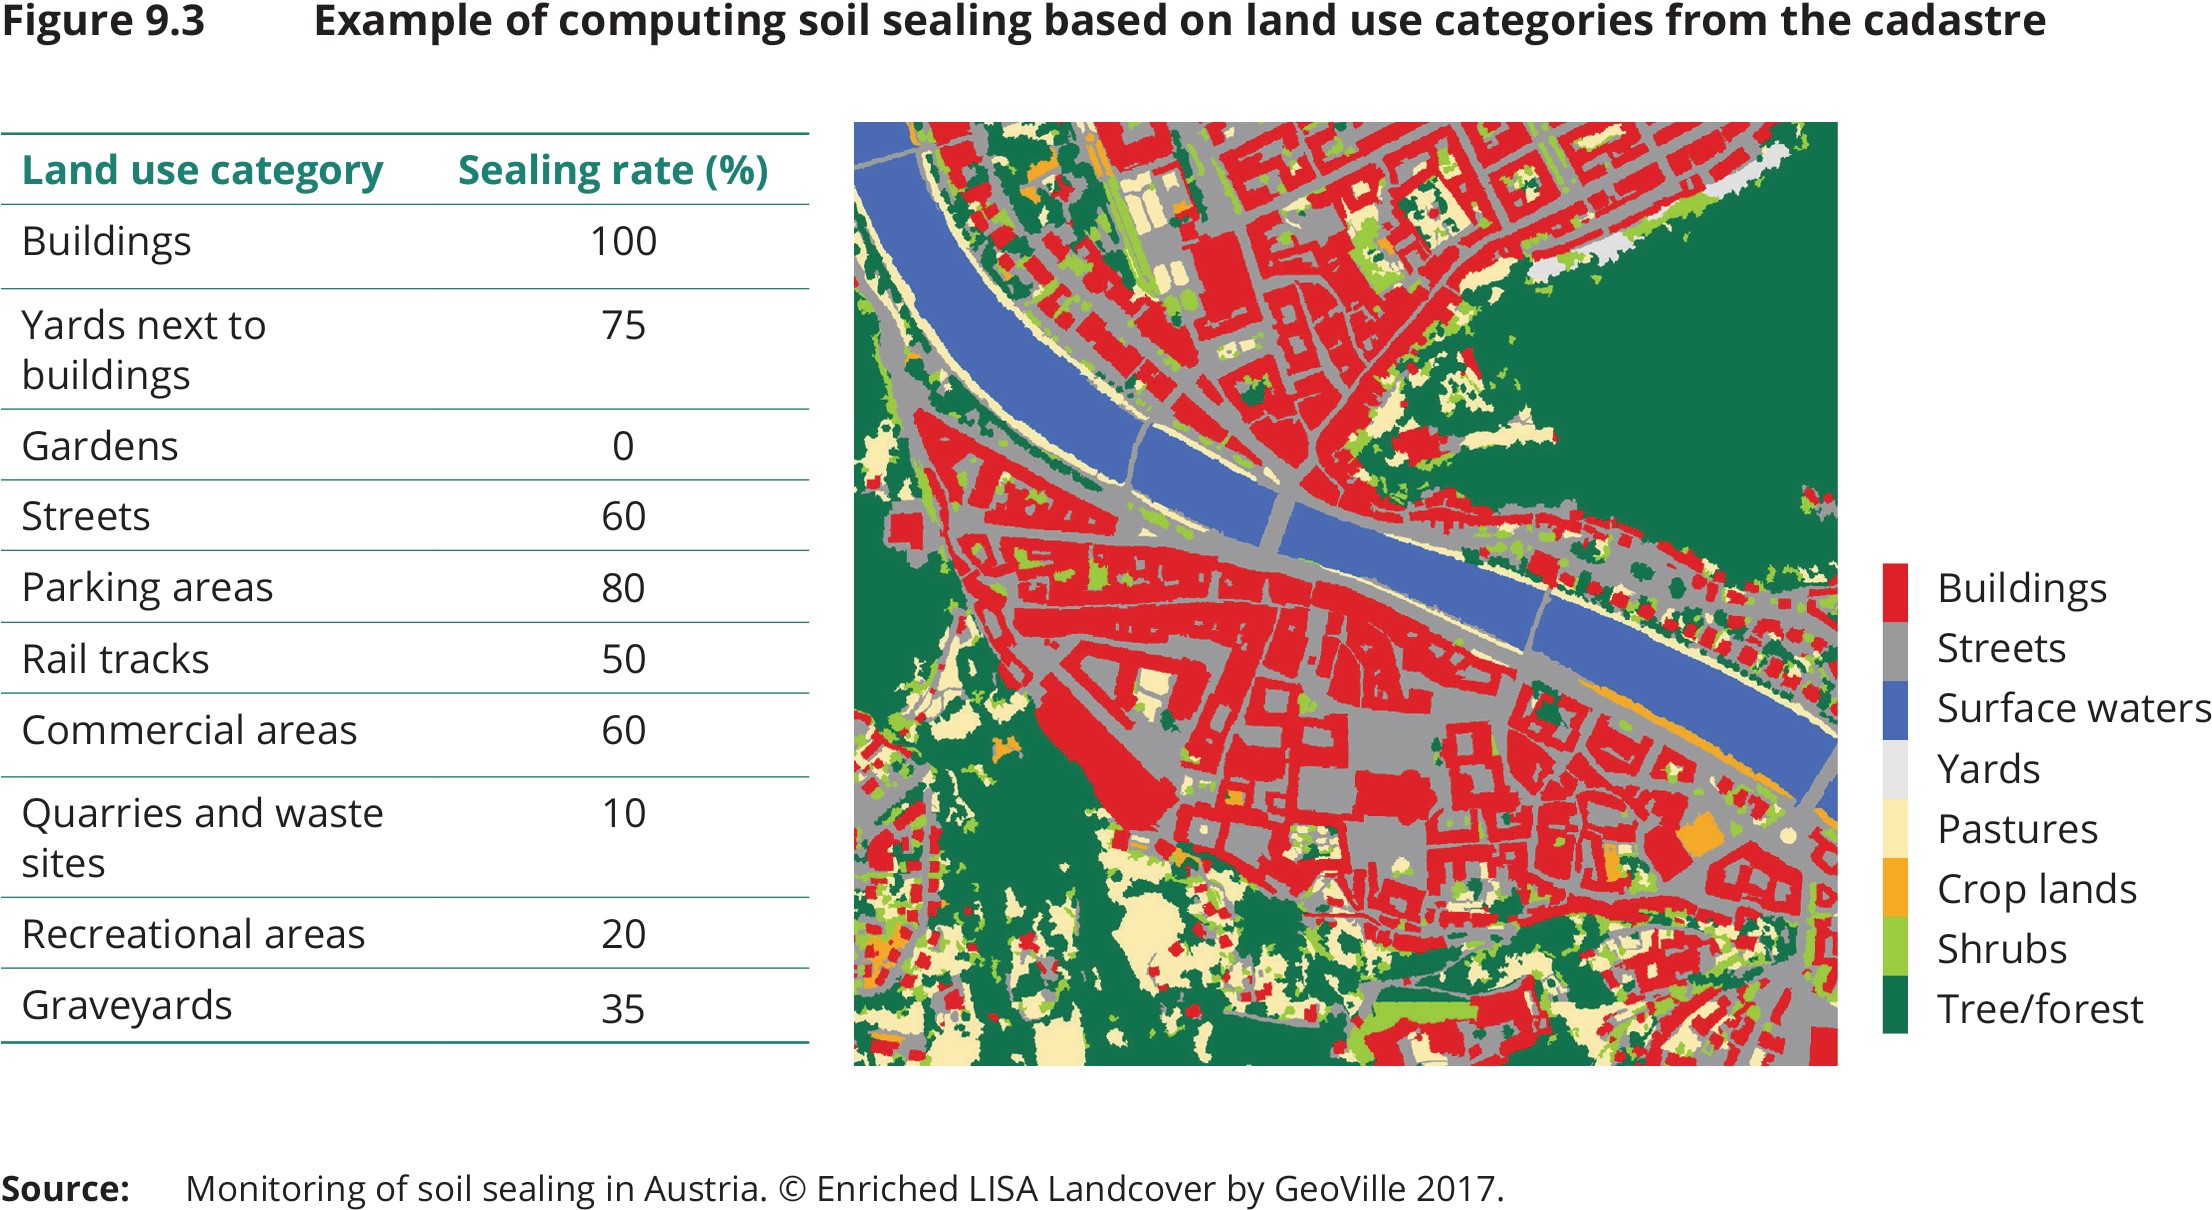 Figure 9.3 Example of computing soil sealing based on land use categories from the cadastre
Land use category Sealing rate (%)
Buildings 100
Yards next to 75
buildings
Gardens 0
Streets 60
Parking areas 80
Rail tracks 50
Commercial areas 60
Quarries and waste 10
sites
Recreational areas 20
Graveyards 35
Buildings
Streets
Surface waters
Yards
Pastures
Crop lands
Shrubs
Tree/forest
Source: Monitoring of soil sealing in Austria. © Enriched LISA Landcover by GeoVille 2017.